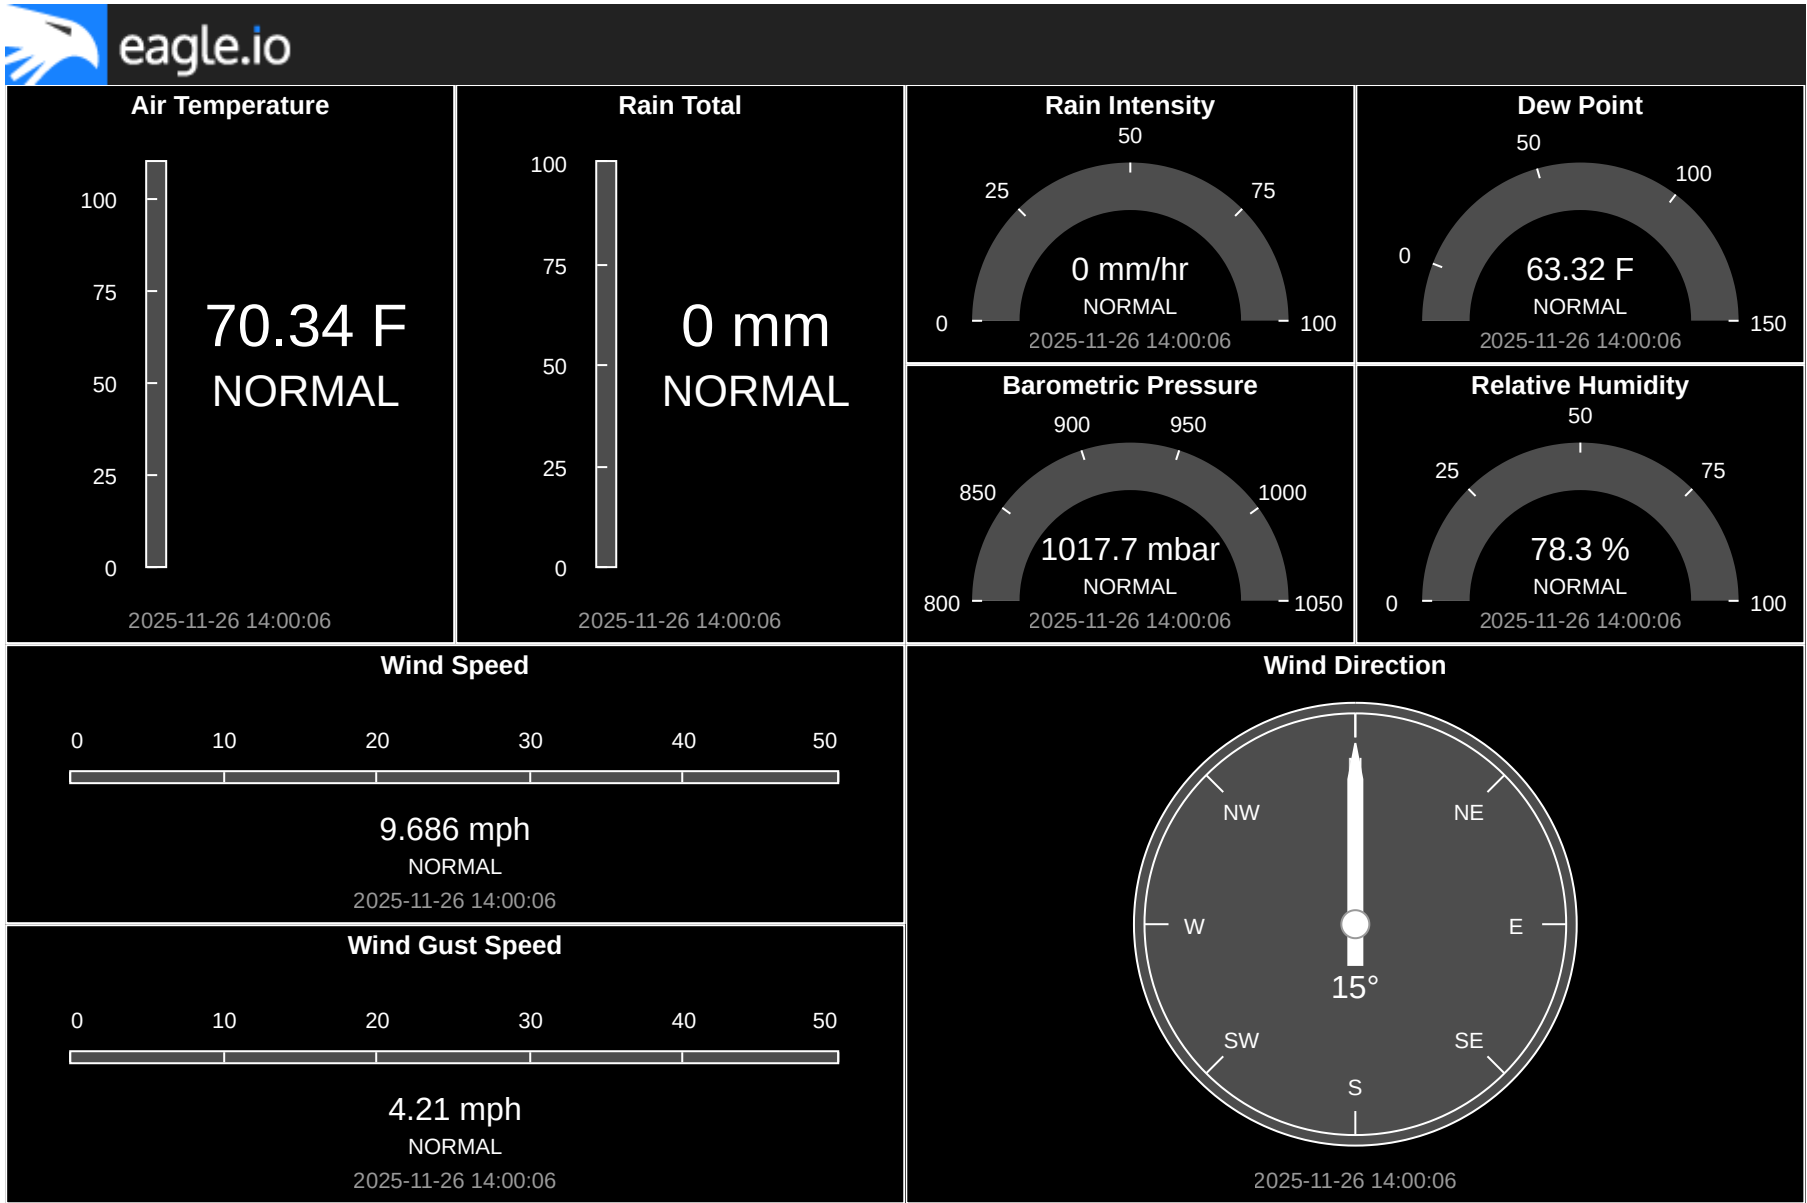 eagle.io
Air Temperature
100
75
50
25
0
70.34 F
NORMAL
2025-11-26 14:00:06
Rain Total
100
75
50
25
0
0 mm
NORMAL
2025-11-26 14:00:06
Rain Intensity
50
25
75
0
100
0 mm/hr
NORMAL
2025-11-26 14:00:06
Dew Point
50
100
0
150
63.32 F
NORMAL
2025-11-26 14:00:06
Barometric Pressure
900
950
850
1000
800
1050
1017.7 mbar
NORMAL
2025-11-26 14:00:06
Relative Humidity
50
25
75
0
100
78.3 %
NORMAL
2025-11-26 14:00:06
Wind Speed
0 10 20 30 40 50
9.686 mph
NORMAL
2025-11-26 14:00:06
Wind Gust Speed
0 10 20 30 40 50
4.21 mph
NORMAL
2025-11-26 14:00:06
Wind Direction
NW NE
W E
15°
SW SE
S
2025-11-26 14:00:06